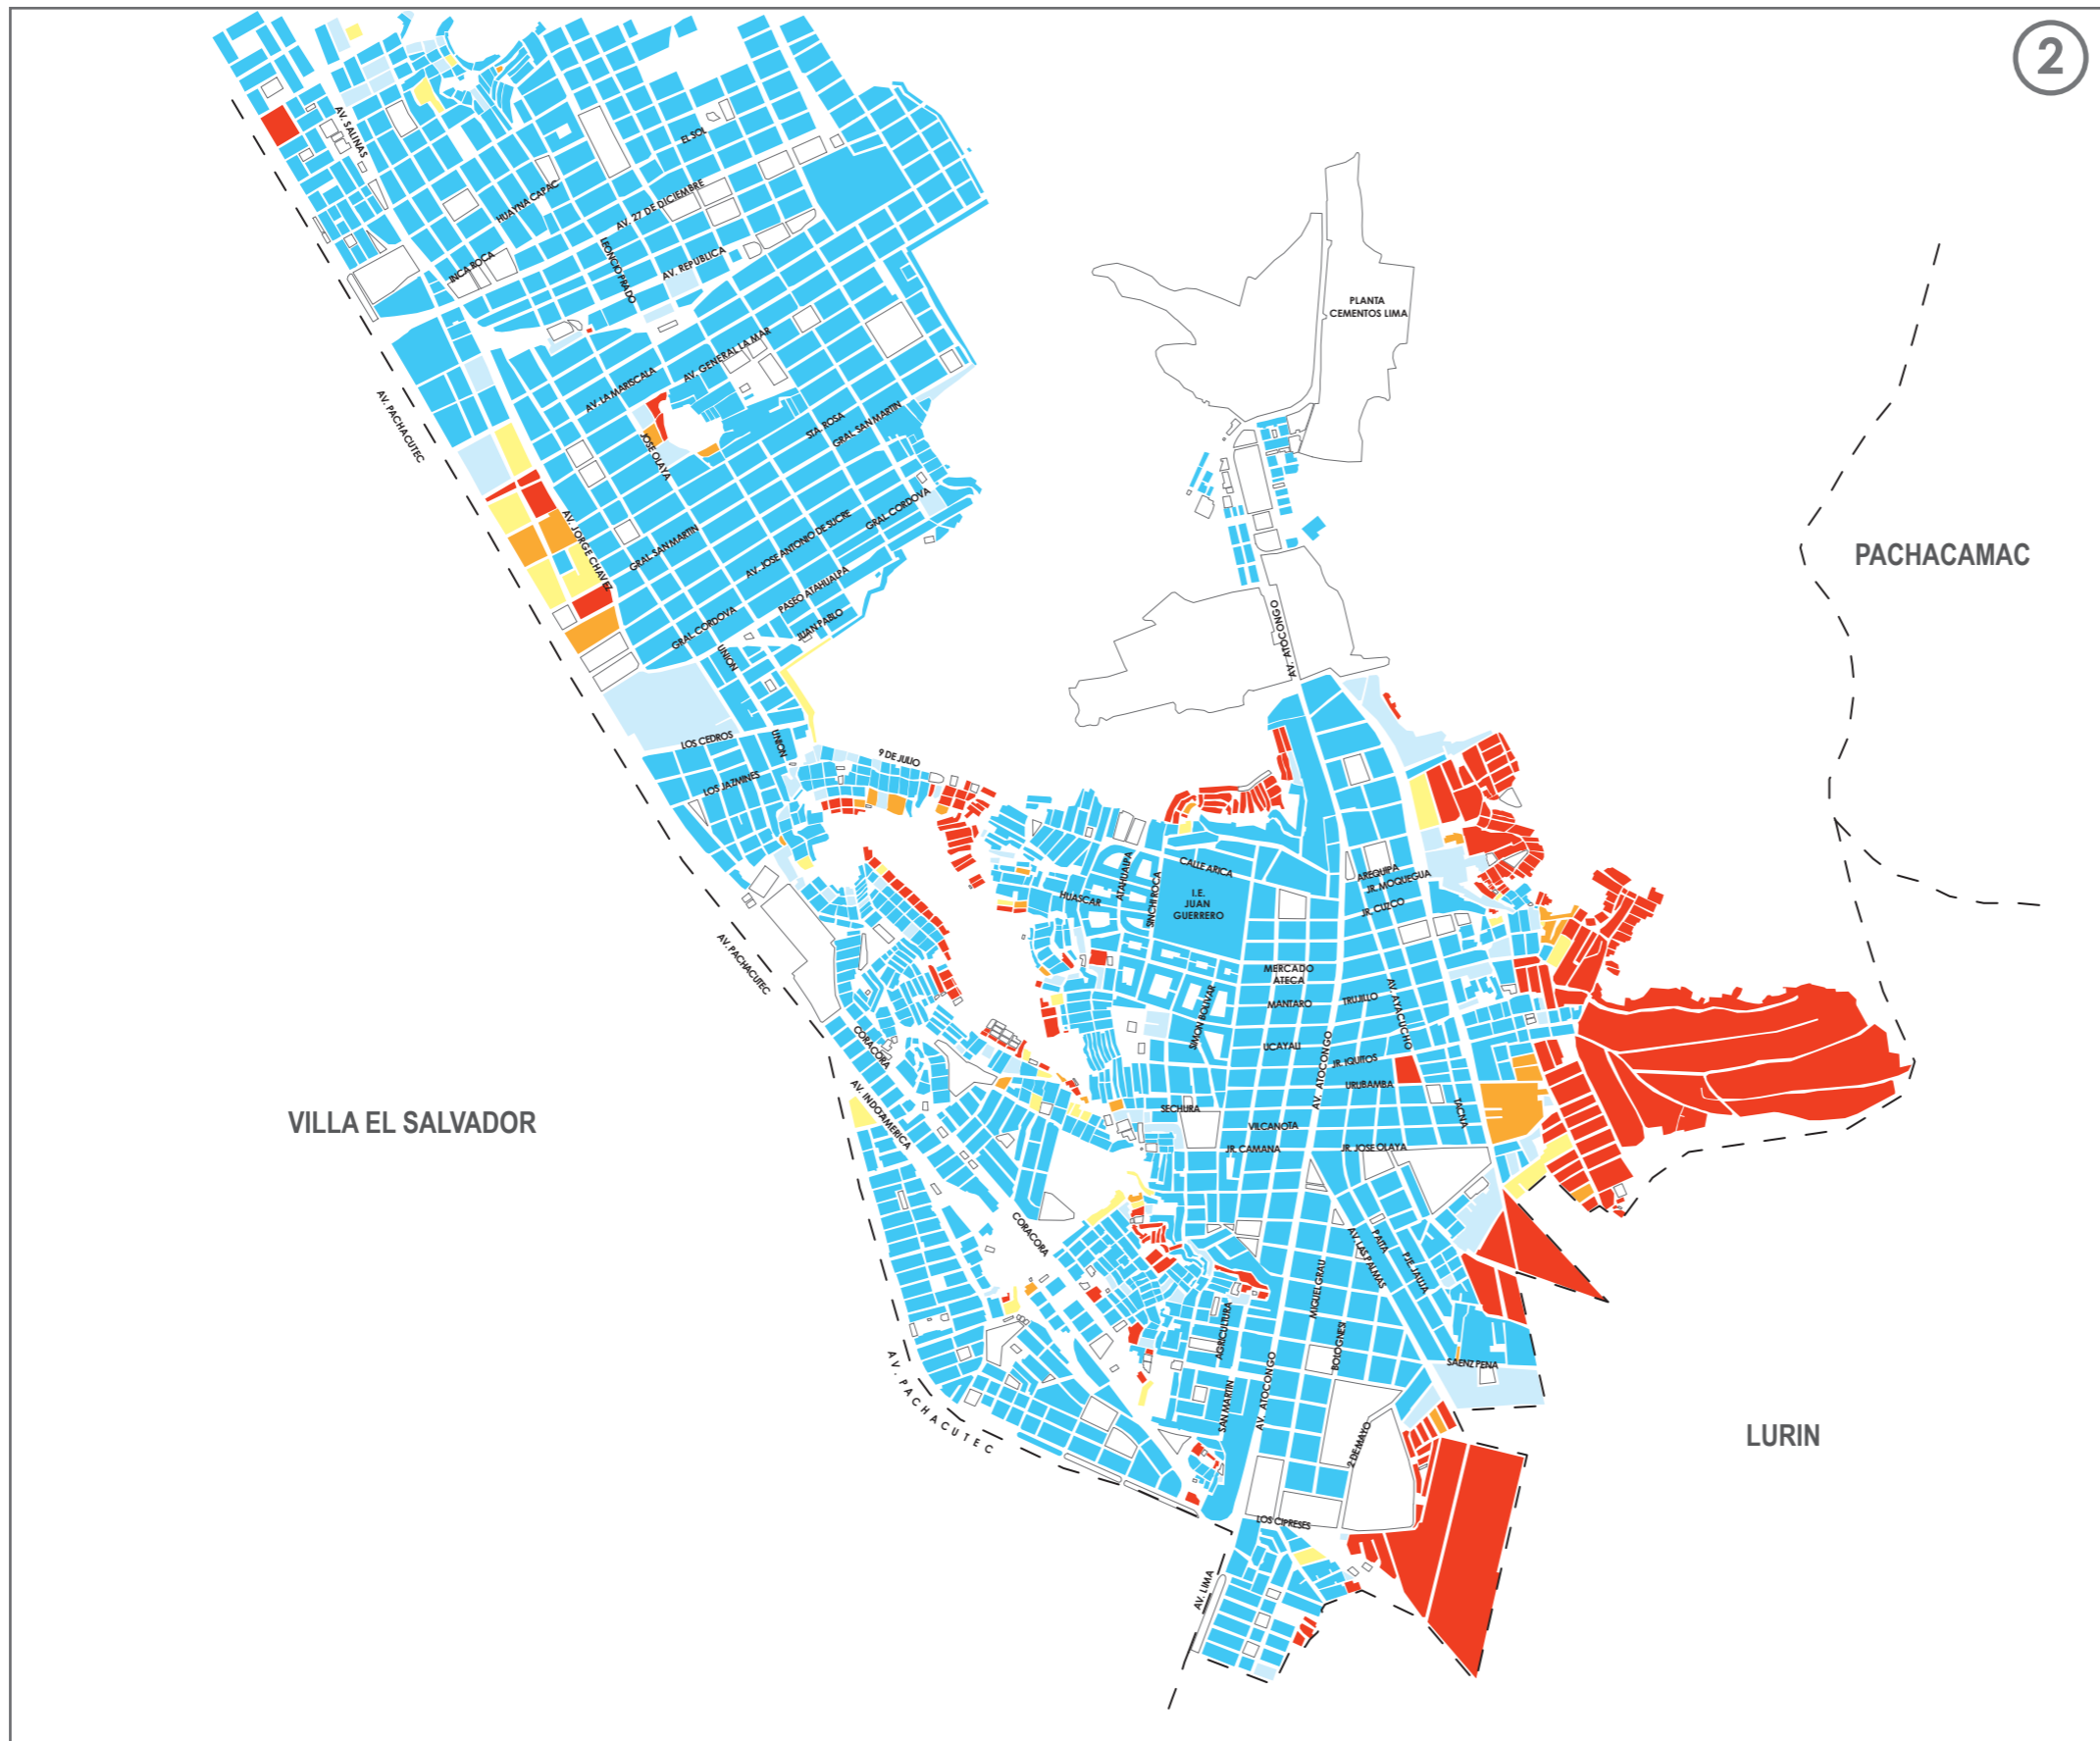 2
AV. SALINAS
EL SOL
HUAYNA CAPAC
AV. 27 DE DICIEMBRE
LEONCIO PRADO
AV. REPUBLICA
INCA ROCA
PLANTA
CEMENTOS LIMA
AV. GENERAL LA MAR
AV. LA MARISCALA
AV. PACHACUTEC
STA. ROSA
GRAL. SAN MARTIN
JOSE OLAYA
AV. JORGE CHAVEZ
GRAL. SAN MARTIN
AV. JOSE ANTONIO DE SUCRE
GRAL. CORDOVA
PACHACAMAC
PASEO ATAHUALPA
GRAL. CORDOVA
JUAN PABLO
UNION
AV. ATOCONGO
LOS CEDROS
UNION
9 DE JULIO
LOS JAZMINES
CALLE ARICA
ATAHUALPA
SINCHI ROCA
HUASCAR
I.E.
JUAN
GUERRERO
AREQUIPA
JR. MOQUEGUA
JR. CUZCO
AV. PACHACUTEC
MERCADO
ATECA
MANTARO
TRUJILLO
AV. AYACUCHO
SIMON BOLIVAR
UCAYALI
AV. ATOCONGO
JR. IQUITOS
URUBAMBA
CORACORA
AV. INDOAMERICA
SECHURA
TACNA
VILCANOTA
VILLA EL SALVADOR
JR. CAMANA
JR. JOSE OLAYA
CORACORA
PAITA
AV. LAS PALMAS
PJE. JAUJA
MIGUEL GRAU
AGRICULTURA
BOLOGNESI
SAENZ PENA
AV. PACHACUTEC
SAN MARTIN
AV. ATOCONGO
2 DE MAYO
LURIN
LOS CIPRESES
AV. LIMA